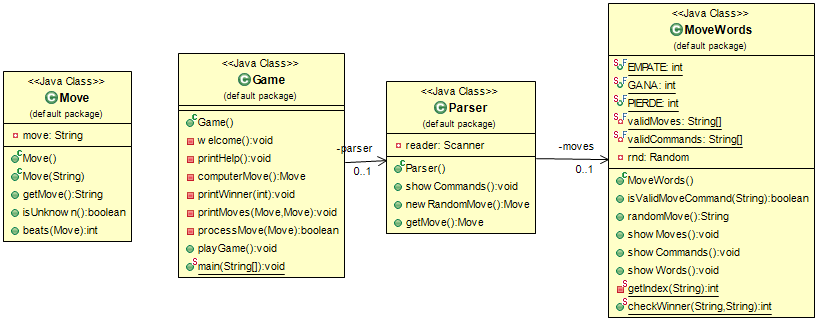 <<Java Class>>
Move
(default package)
move: String
Move()
Move(String)
getMove():String
isUnknown():boolean
beats(Move):int
<<Java Class>>
Game
(default package)
Game()
welcome():void
printHelp():void
computerMove():Move
printWinner(int):void
printMoves(Move,Move):void
processMove(Move):boolean
playGame():void
main(String[]):void
-parser
0..1
<<Java Class>>
Parser
(default package)
reader: Scanner
Parser()
showCommands():void
newRandomMove():Move
getMove():Move
-moves
0..1
<<Java Class>>
MoveWords
(default package)
EMPATE: int
GANA: int
PIERDE: int
validMoves: String[]
validCommands: String[]
rnd: Random
MoveWords()
isValidMoveCommand(String):boolean
randomMove():String
showMoves():void
showCommands():void
showWords():void
getIndex(String):int
checkWinner(String,String):int